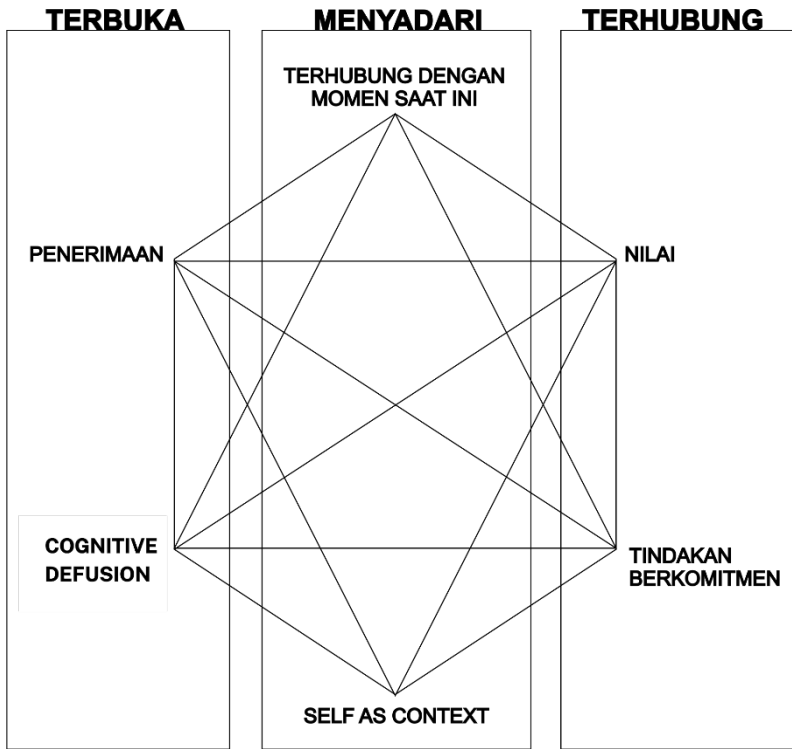 TERBUKA
MENYADARI
TERHUBUNG
TERHUBUNG DENGAN
MOMEN SAAT INI
PENERIMAAN
NILAI
COGNITIVE
DEFUSION
TINDAKAN
BERKOMITMEN
SELF AS CONTEXT